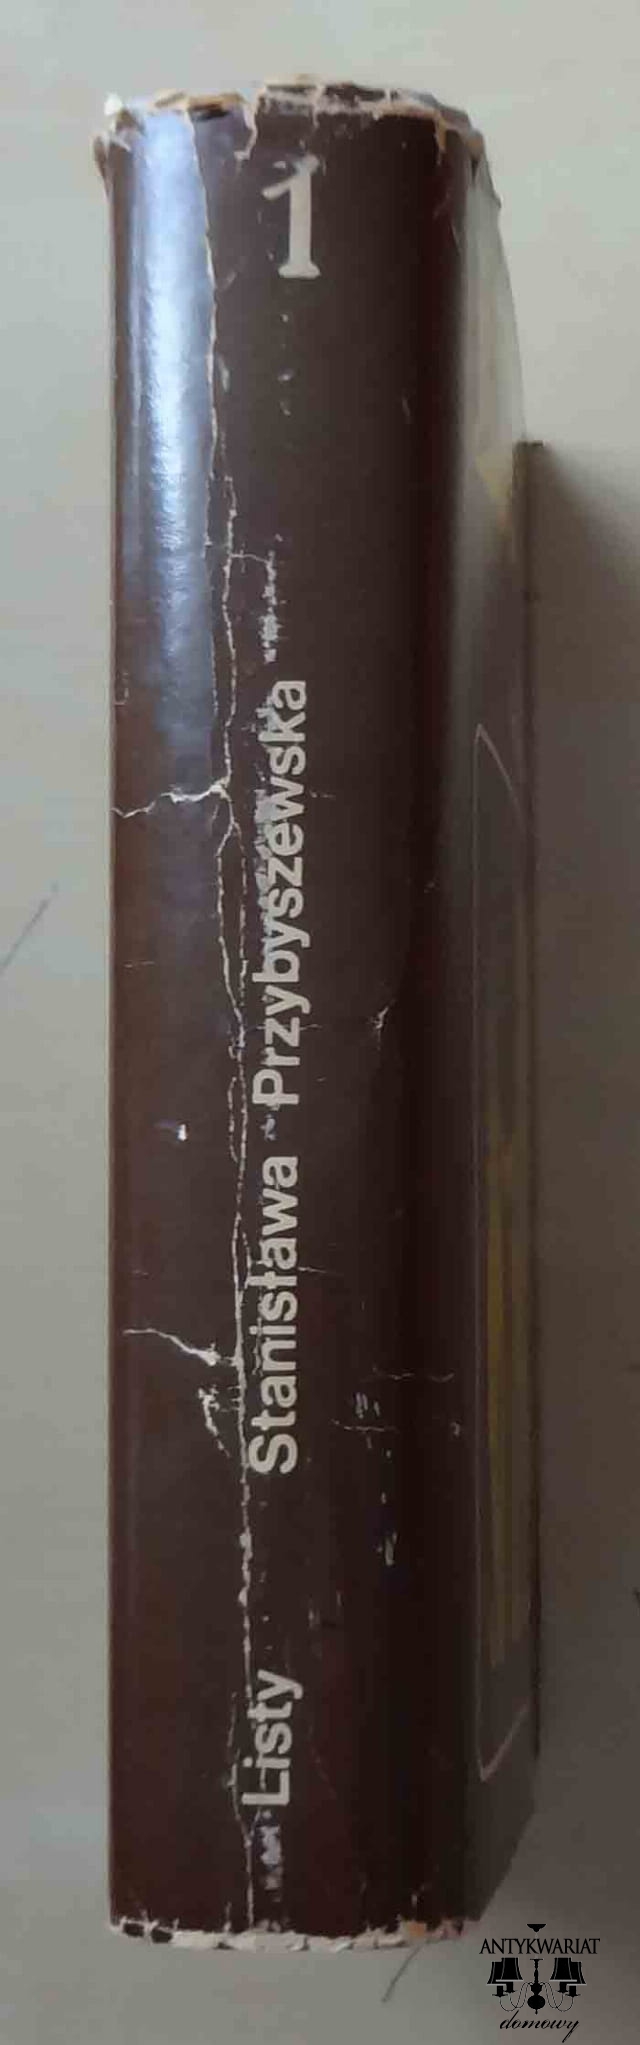 1
Listy Stanisława Przybyszewska
ANTYKWARIAT
domowy